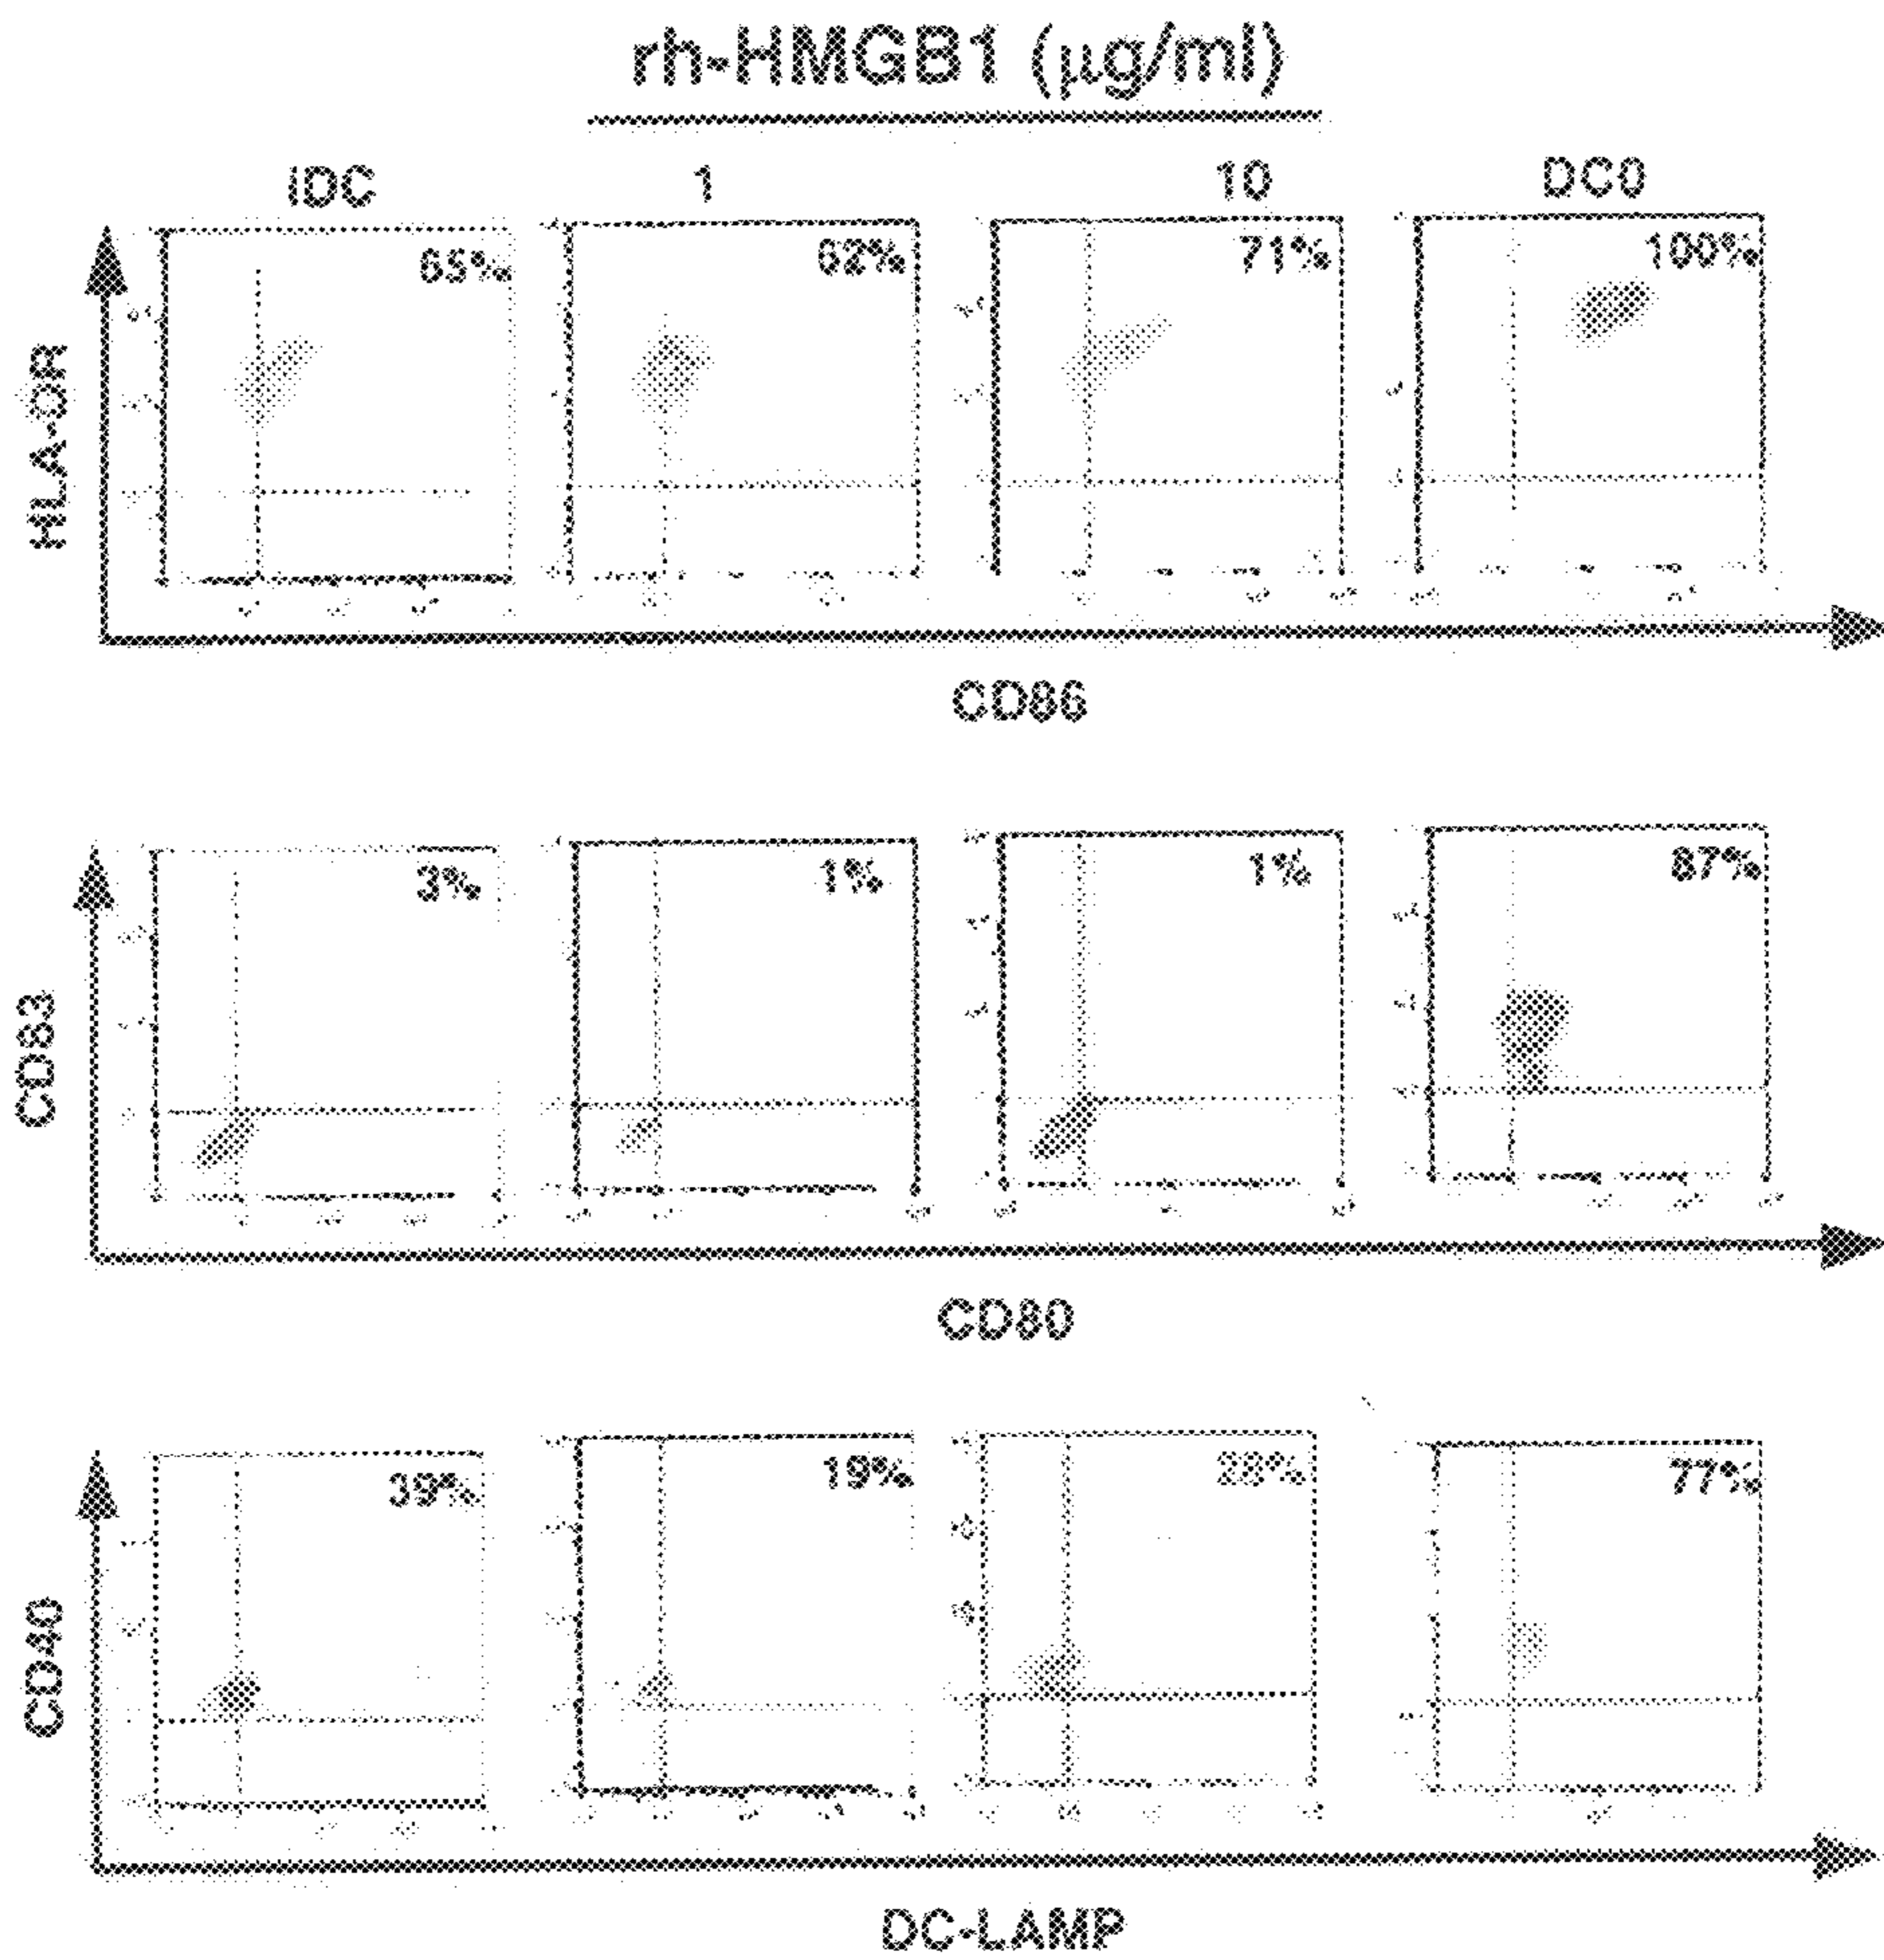 rh-HMGB1 (µg/ml)
iDC 1 10 DC0
65% 62% 71% 100%
HLA-DR
CD86
3% 1% 1% 87%
CD83
CD80
39% 19% 28% 77%
CD40
DC-LAMP